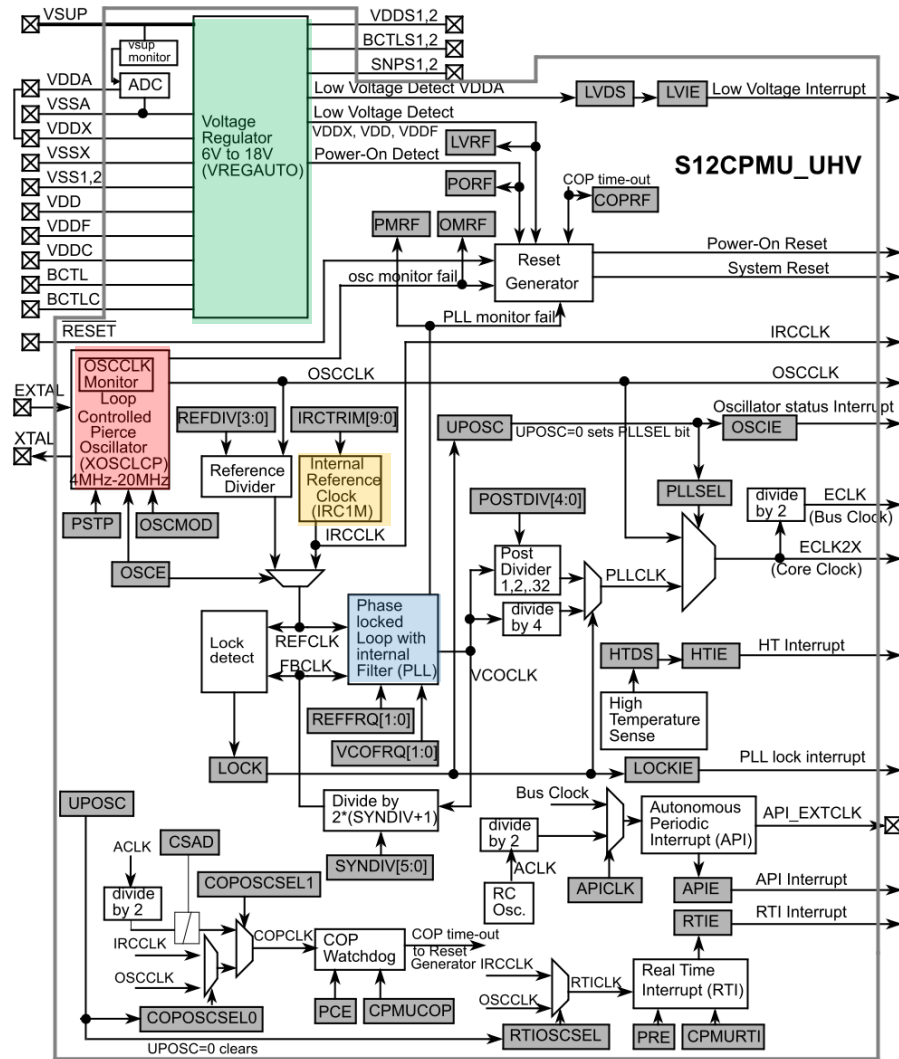 VSUP
vsup
monitor
ADC
VDDA
VSSA
VDDX
VSSX
VSS1,2
VDD
VDDF
VDDC
BCTL
BCTLC
RESET
Voltage
Regulator
6V to 18V
(VREGAUTO)
VDDS1,2
BCTLS1,2
SNPS1,2
Low Voltage Detect VDDA
Low Voltage Detect
VDDX, VDD, VDDF
Power-On Detect
LVDS
LVIE
Low Voltage Interrupt
LVRF
PORF
S12CPMU_UHV
COP time-out
COPRF
PMRF
OMRF
osc monitor fail
Reset
Generator
PLL monitor fail
Power-On Reset
System Reset
IRCCLK
OSCCLK
EXTAL
XTAL
OSCCLK
Monitor
Loop
Controlled
Pierce
Oscillator
(XOSCLCP)
4MHz-20MHz
OSCCLK
REFDIV[3:0]
IRCTRIM[9:0]
Reference
Divider
Internal
Reference
Clock
(IRC1M)
IRCCLK
PSTP
OSCMOD
OSCE
UPOSC
UPOSC=0 sets PLLSEL bit
Oscillator status Interrupt
OSCIE
PLLSEL
POSTDIV[4:0]
Post
Divider
1,2,.32
divide
by 4
PLLCLK
divide
by 2
ECLK
(Bus Clock)
ECLK2X
(Core Clock)
Lock
detect
REFCLK
FBCLK
Phase
locked
Loop with
internal
Filter (PLL)
VCOCLK
REFFRQ[1:0]
VCOFRQ[1:0]
LOCK
HTDS
HTIE
HT Interrupt
High
Temperature
Sense
LOCKIE
PLL lock interrupt
Divide by
2*(SYNDIV+1)
SYNDIV[5:0]
Bus Clock
divide
by 2
ACLK
RC
Osc.
APICLK
Autonomous
Periodic
Interrupt (API)
API_EXTCLK
APIE
API Interrupt
RTIE
RTI Interrupt
UPOSC
CSAD
ACLK
divide
by 2
COPOSCSEL1
IRCCLK
OSCCLK
COPCLK
COPOSCSEL0
COP
Watchdog
COP time-out
to Reset
Generator
PCE
CPMUCOP
IRCCLK
OSCCLK
RTICLK
RTIOSCSEL
Real Time
Interrupt (RTI)
PRE
CPMURTI
UPOSC=0 clears